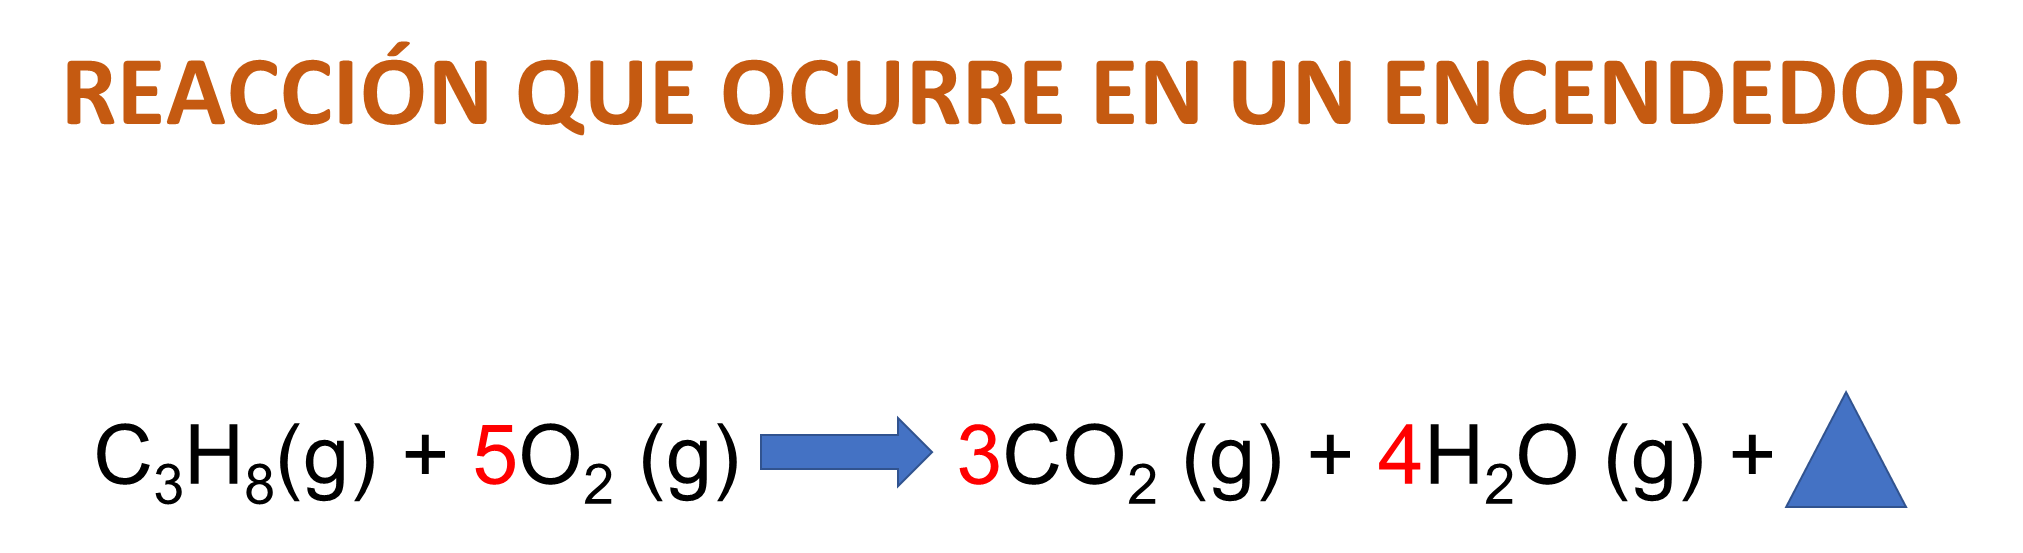 REACCIÓN QUE OCURRE EN UN ENCENDEDOR
C₃H₈(g) + 5O₂ (g) 3CO₂ (g) + 4H₂O (g) +